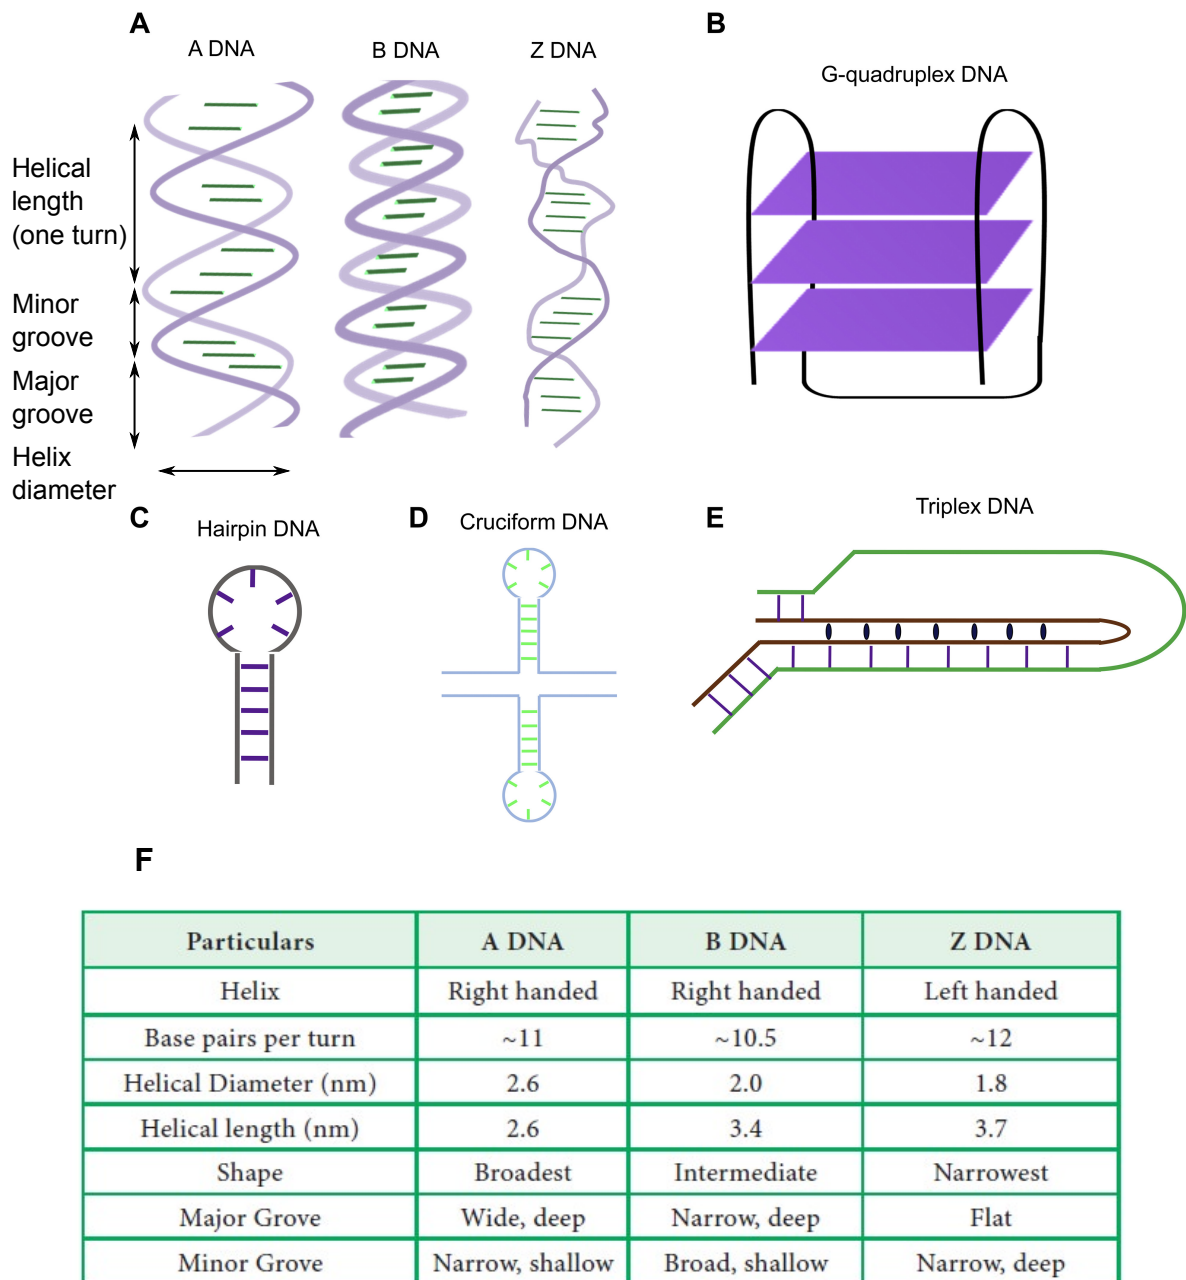 A
B
A DNA
B DNA
Z DNA
G-quadruplex DNA
Helical
length
(one turn)
Minor
groove
Major
groove
Helix
diameter
C
Hairpin DNA
D
Cruciform DNA
E
Triplex DNA
F
Particulars A DNA B DNA Z DNA
Helix Right handed Right handed Left handed
Base pairs per turn ~11 ~10.5 ~12
Helical Diameter (nm) 2.6 2.0 1.8
Helical length (nm) 2.6 3.4 3.7
Shape Broadest Intermediate Narrowest
Major Grove Wide, deep Narrow, deep Flat
Minor Grove Narrow, shallow Broad, shallow Narrow, deep